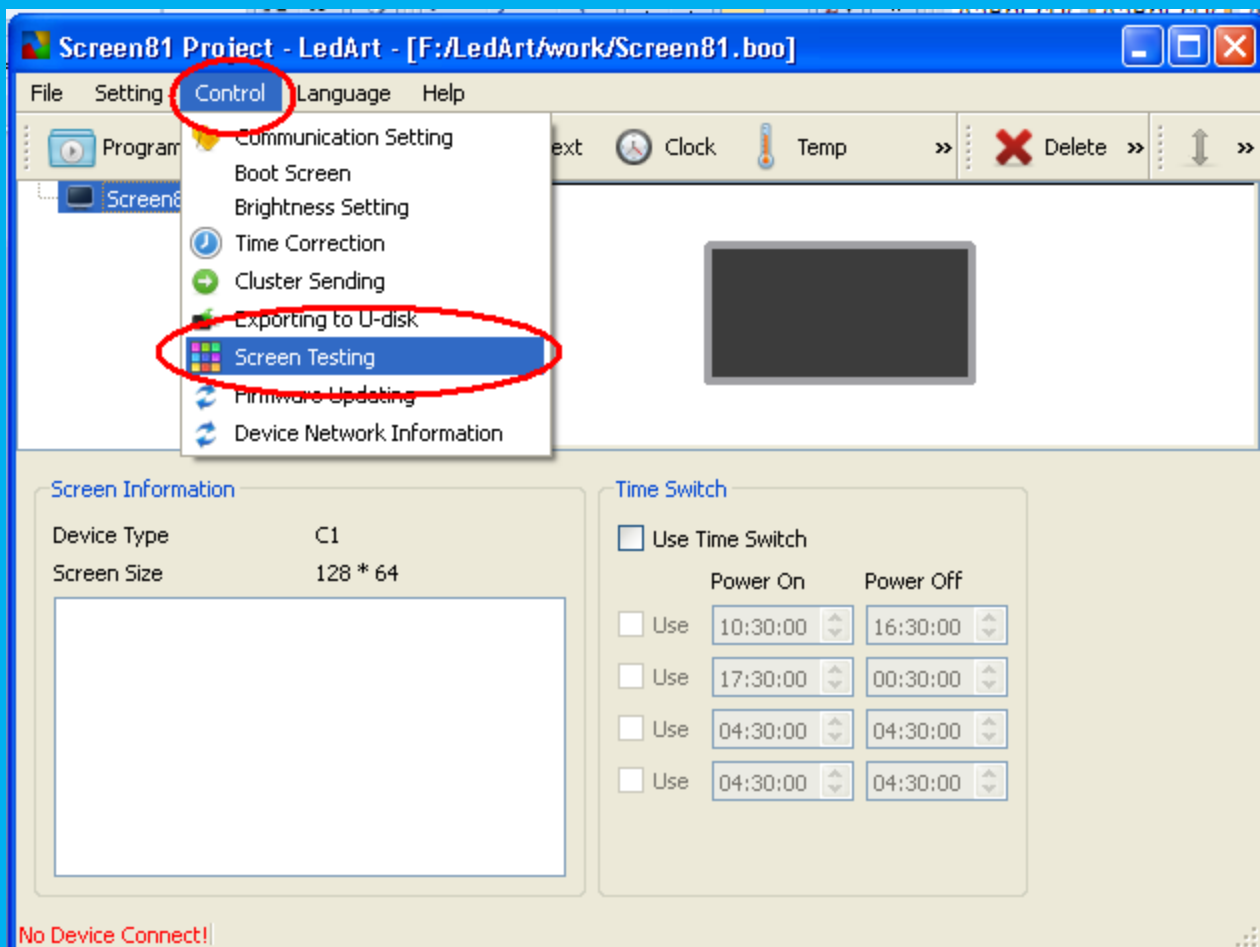 Screen81 Project - LedArt - [F:/LedArt/work/Screen81.boo]
File Setting Control Language Help
Program ext Clock Temp » Delete » »
Communication Setting
Boot Screen
Brightness Setting
Time Correction
Cluster Sending
Exporting to U-disk
Screen Testing
Firmware Updating
Device Network Information
Screen8
Screen Information
Device Type C1
Screen Size 128 * 64
Time Switch
Use Time Switch
Power On Power Off
Use 10:30:00 16:30:00
Use 17:30:00 00:30:00
Use 04:30:00 04:30:00
Use 04:30:00 04:30:00
No Device Connect!